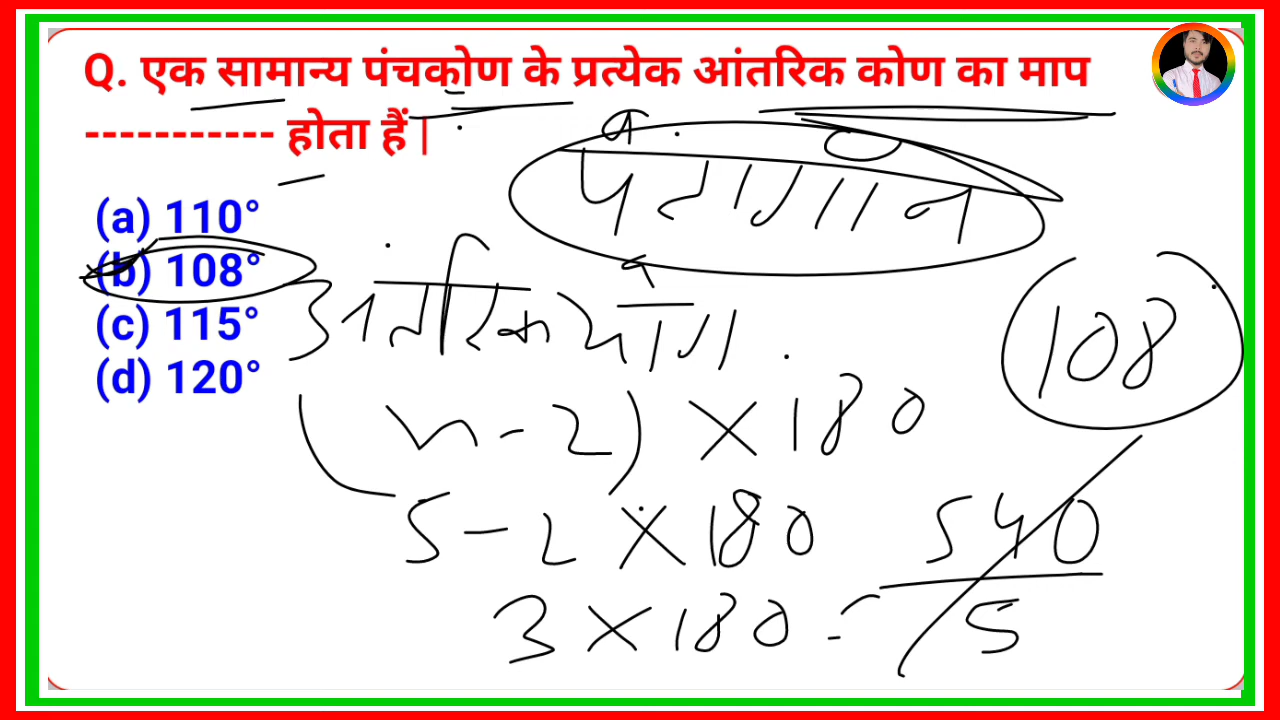 Q. एक सामान्य पंचकोण के प्रत्येक आंतरिक कोण का माप
----------- होता हैं|
(a) 110°
(b) 108°
(c) 115°
(d) 120°
आंतरिक योग
108
(n-2) × 180
5-2 × 180
540
3 × 180 =
5